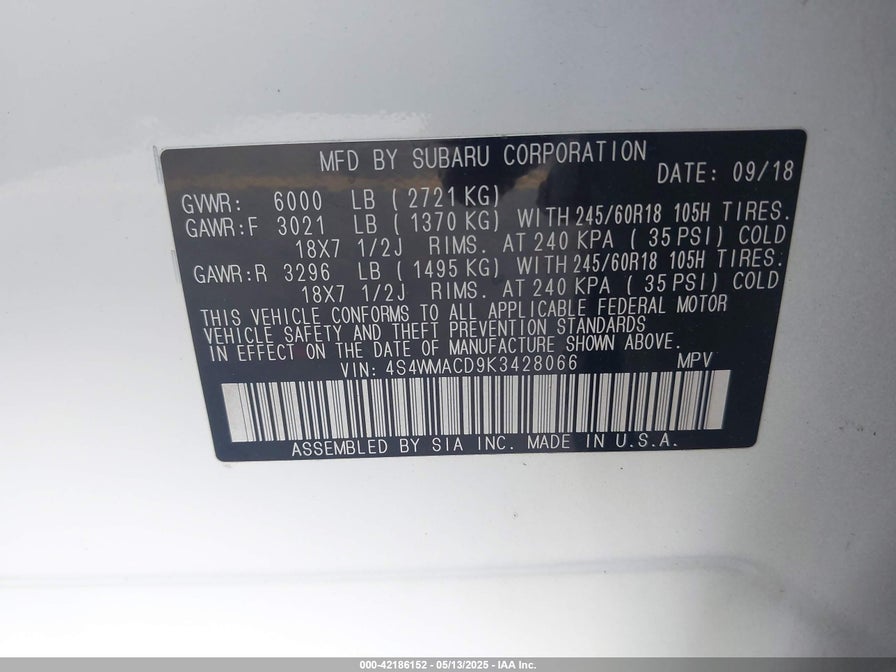 MFD BY SUBARU CORPORATION
DATE: 09/18
GVWR: 6000 LB ( 2721 KG)
GAWR:F 3021 LB ( 1370 KG) WITH 245/60R18 105H TIRES.
18X7 1/2J RIMS. AT 240 KPA ( 35 PSI) COLD
GAWR:R 3296 LB ( 1495 KG) WITH 245/60R18 105H TIRES.
18X7 1/2J RIMS. AT 240 KPA ( 35 PSI) COLD
THIS VEHICLE CONFORMS TO ALL APPLICABLE FEDERAL MOTOR
VEHICLE SAFETY AND THEFT PREVENTION STANDARDS
IN EFFECT ON THE DATE OF MANUFACTURE SHOWN ABOVE.
VIN: 4S4WMACD9K3428066 MPV
ASSEMBLED BY SIA INC. MADE IN U.S.A.
000-42186152 - 05/13/2025 - IAA Inc.